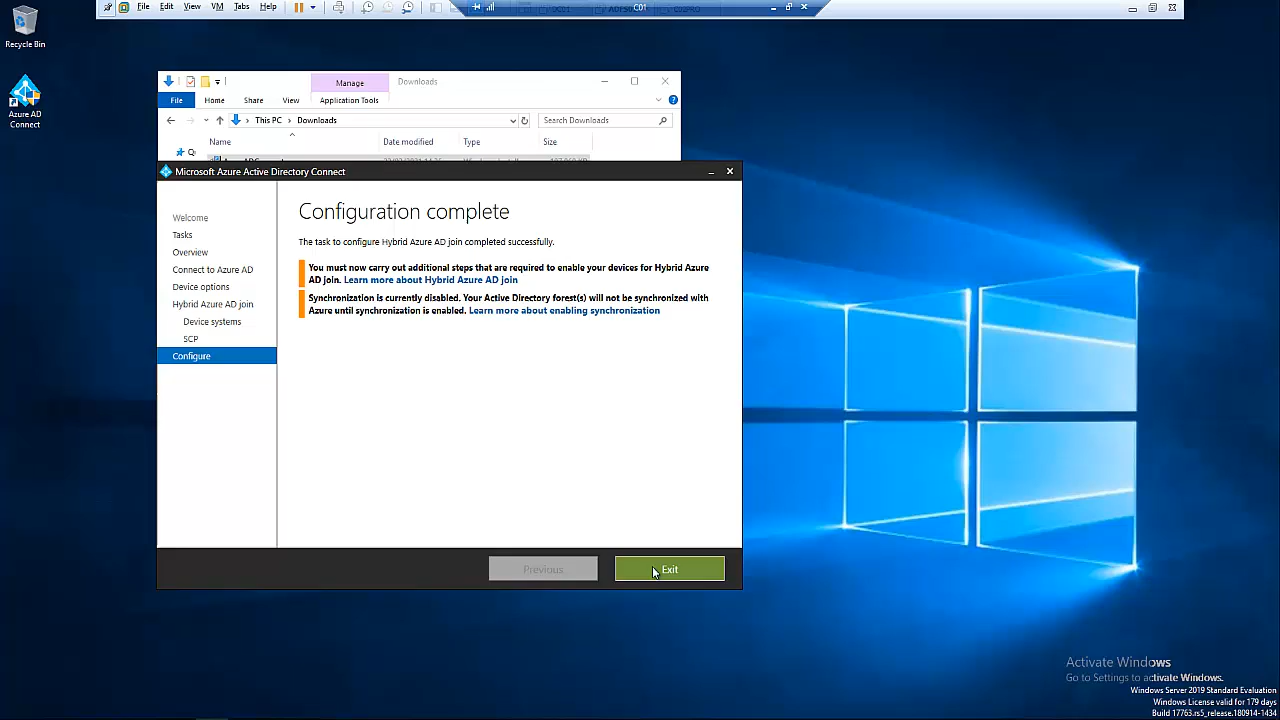 File Edit View VM Tabs Help
C01
Recycle Bin
Azure AD
Connect
Manage
Downloads
File Home Share View Application Tools
This PC > Downloads
Search Downloads
Name Date modified Type Size
Microsoft Azure Active Directory Connect
Welcome
Tasks
Overview
Connect to Azure AD
Device options
Hybrid Azure AD join
Device systems
SCP
Configure
Configuration complete
The task to configure Hybrid Azure AD join completed successfully.
You must now carry out additional steps that are required to enable your devices for Hybrid Azure
AD join. Learn more about Hybrid Azure AD join
Synchronization is currently disabled. Your Active Directory forest(s) will not be synchronized with
Azure until synchronization is enabled. Learn more about enabling synchronization
Previous
Exit
Activate Windows
Go to Settings to activate Windows.
Windows Server 2019 Standard Evaluation
Windows License valid for 179 days
Build 17763.rs5_release.180914-1434